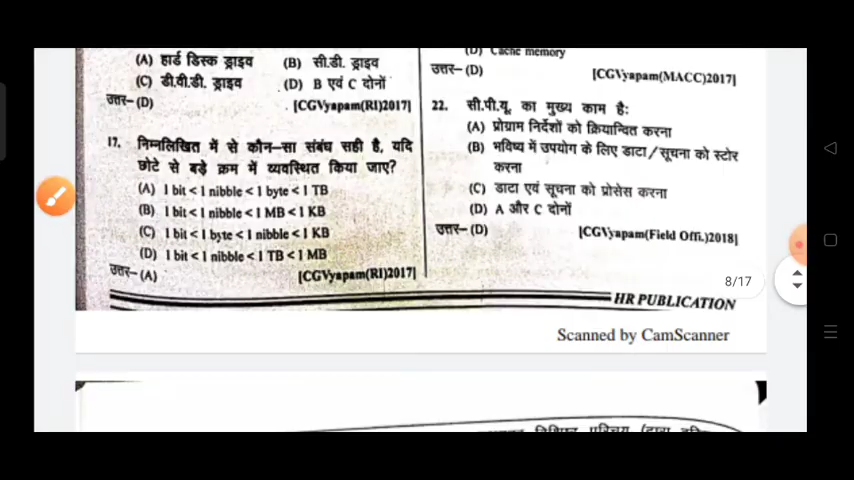 (A) हार्ड डिस्क ड्राइव (B) सी.डी. ड्राइव
(C) डी.वी.डी. ड्राइव (D) B एवं C दोनों
उत्तर– (D) [CGVyapam(RI)2017]
17. निम्नलिखित में से कौन–सा संबंध सही है, यदि
छोटे से बड़े क्रम में व्यवस्थित किया जाए?
(A) 1 bit < 1 nibble < 1 byte < 1 TB
(B) 1 bit < 1 nibble < 1 MB < 1 KB
(C) 1 bit < 1 byte < 1 nibble < 1 KB
(D) 1 bit < 1 nibble < 1 TB < 1 MB
उत्तर– (A) [CGVyapam(RI)2017]
(D) Cache memory
उत्तर– (D) [CGVyapam(MACC)2017]
22. सी.पी.यू. का मुख्य काम है:
(A) प्रोग्राम निर्देशों को क्रियान्वित करना
(B) भविष्य में उपयोग के लिए डाटा/सूचना को स्टोर
करना
(C) डाटा एवं सूचना को प्रोसेस करना
(D) A और C दोनों
उत्तर– (D) [CGVyapam(Field Offi.)2018]
8/17
HR PUBLICATION
Scanned by CamScanner